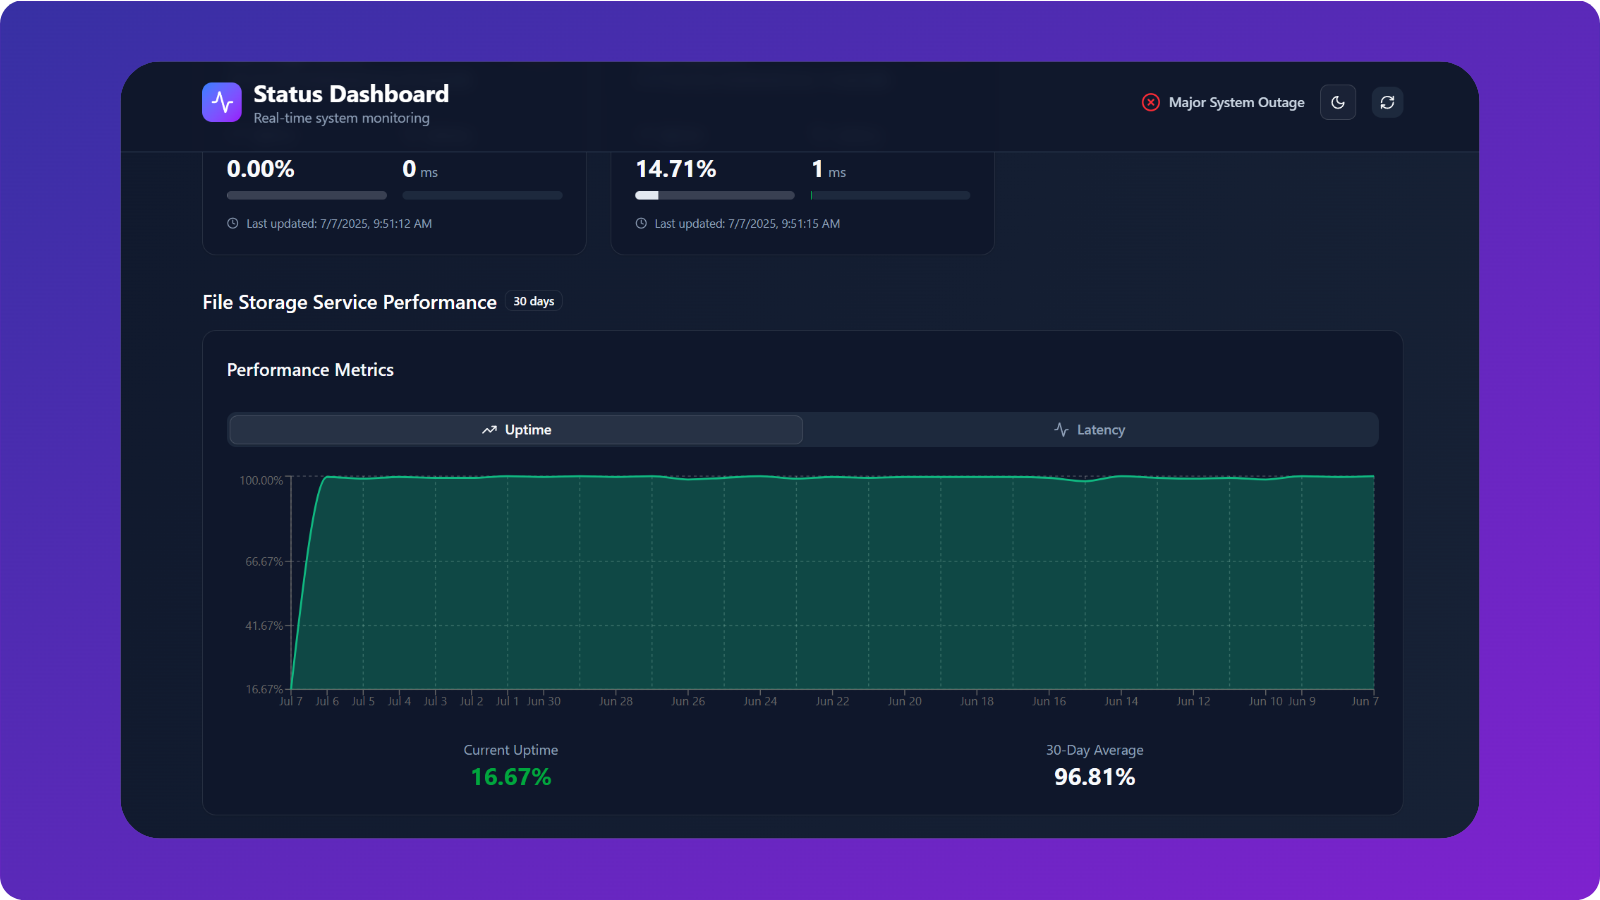 Status Dashboard
Real-time system monitoring
Major System Outage
0.00%
0 ms
14.71%
1 ms
Last updated: 7/7/2025, 9:51:12 AM
Last updated: 7/7/2025, 9:51:15 AM
File Storage Service Performance
30 days
Performance Metrics
Uptime
Latency
100.00%
66.67%
41.67%
16.67%
Jul 7 Jul 6 Jul 5 Jul 4 Jul 3 Jul 2 Jul 1 Jun 30 Jun 28 Jun 26 Jun 24 Jun 22 Jun 20 Jun 18 Jun 16 Jun 14 Jun 12 Jun 10 Jun 9 Jun 7
Current Uptime
16.67%
30-Day Average
96.81%